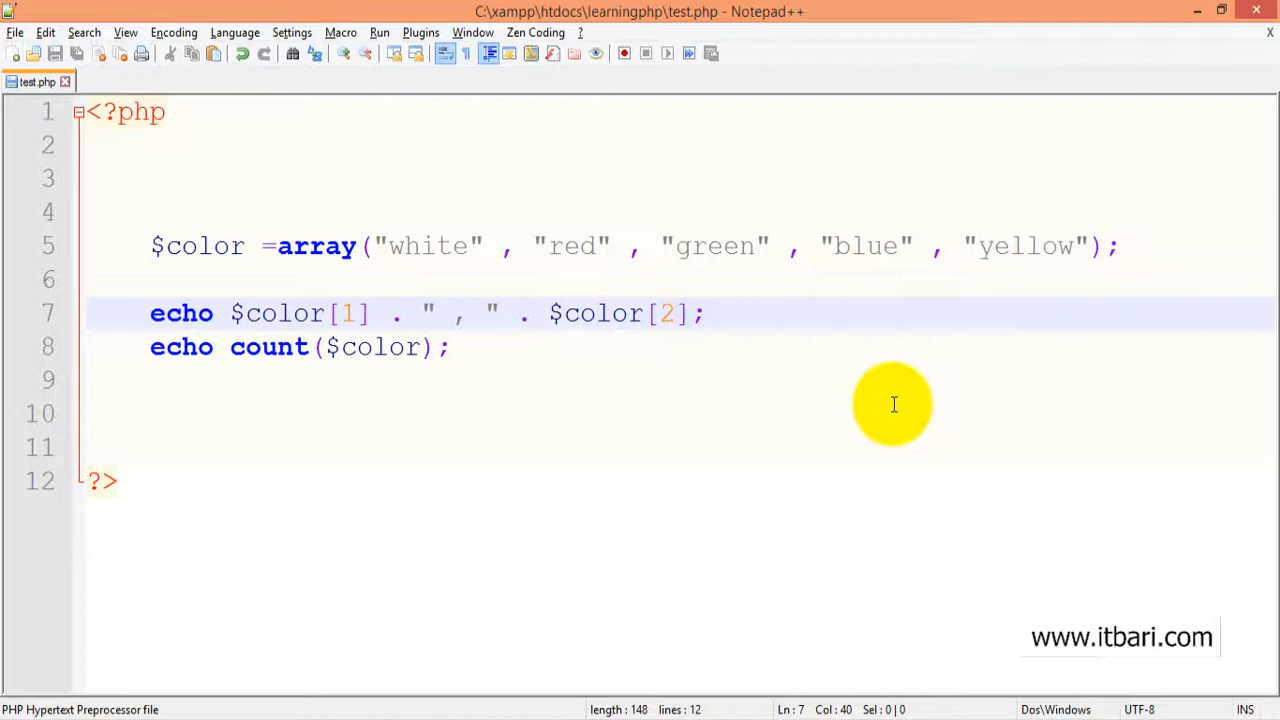 C:\xampp\htdocs\learningphp\test.php - Notepad++
File Edit Search View Encoding Language Settings Macro Run Plugins Window Zen Coding ? X
test.php
1 <?php
2
3
4
5 $color =array("white" , "red" , "green" , "blue" , "yellow");
6
7 echo $color[1] . " , " . $color[2];
8 echo count($color);
9
10
11
12 ?>
www.itbari.com
PHP Hypertext Preprocessor file length : 148 lines : 12 Ln : 7 Col : 40 Sel : 0 | 0 Dos\Windows UTF-8 INS